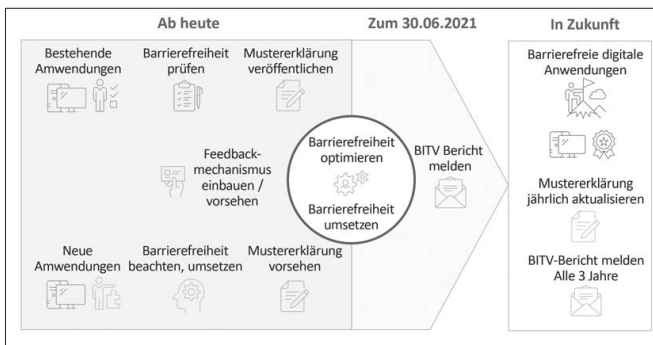 Ab heute
Zum 30.06.2021
In Zukunft
Bestehende
Amwendungen
Barrierefreiheit
prüfen
Mustererklärung
veröffentlichen
Feedback-
mechanismus
einbauen /
vorsehen
Barrierefreiheit
optimieren
Barrierefreiheit
umsetzen
BITV Bericht
melden
Neue
Amwendungen
Barrierefreiheit
beachten, umsetzen
Mustererklärung
vorsehen
Barrierefreie digitale
Anwendungen
Mustererklärung
jährlich aktualisieren
BITV-Bericht melden
Alle 3 Jahre